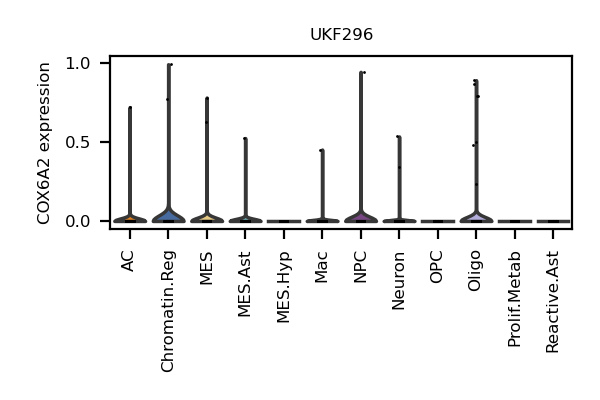 UKF296
COX6A2 expression
1.0
0.5
0.0
AC
Chromatin.Reg
MES
MES.Ast
MES.Hyp
Mac
NPC
Neuron
OPC
Oligo
Prolif.Metab
Reactive.Ast